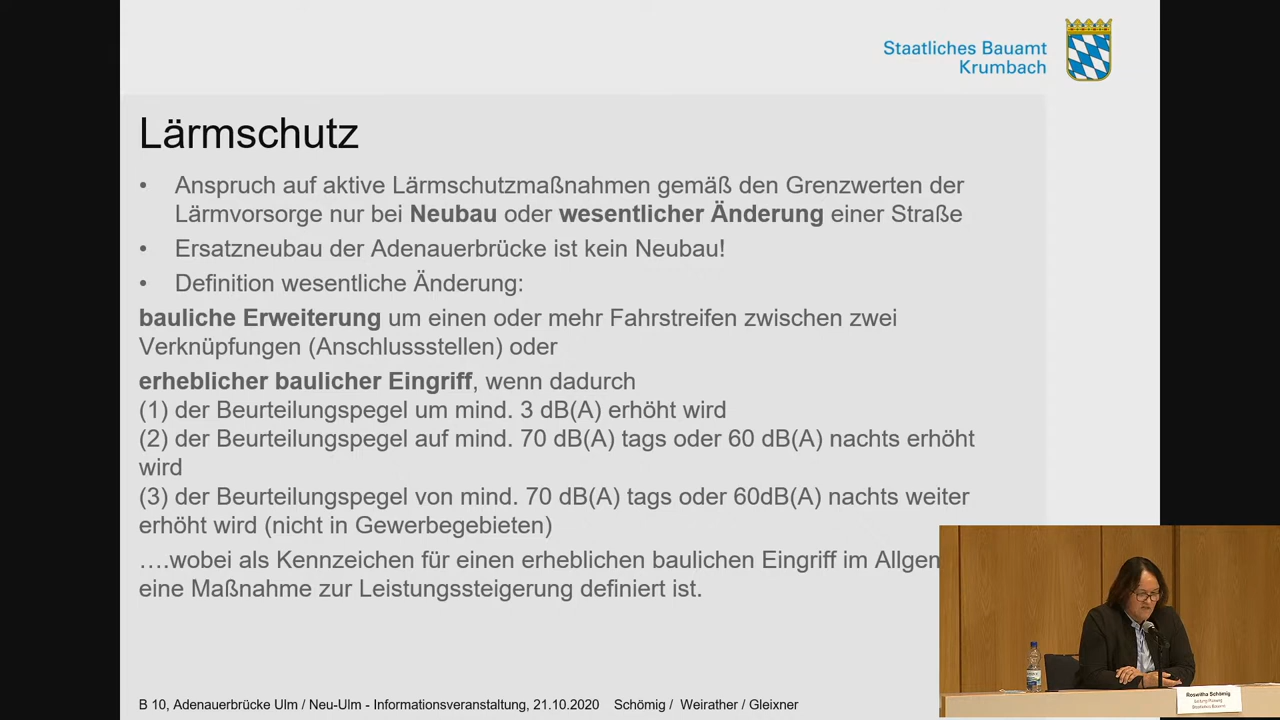 Staatliches Bauamt
Krumbach
Lärmschutz
• Anspruch auf aktive Lärmschutzmaßnahmen gemäß den Grenzwerten der
Lärmvorsorge nur bei Neubau oder wesentlicher Änderung einer Straße
• Ersatzneubau der Adenauerbrücke ist kein Neubau!
• Definition wesentliche Änderung:
bauliche Erweiterung um einen oder mehr Fahrstreifen zwischen zwei
Verknüpfungen (Anschlussstellen) oder
erheblicher baulicher Eingriff, wenn dadurch
(1) der Beurteilungspegel um mind. 3 dB(A) erhöht wird
(2) der Beurteilungspegel auf mind. 70 dB(A) tags oder 60 dB(A) nachts erhöht
wird
(3) der Beurteilungspegel von mind. 70 dB(A) tags oder 60dB(A) nachts weiter
erhöht wird (nicht in Gewerbegebieten)
….wobei als Kennzeichen für einen erheblichen baulichen Eingriff im Allgem
eine Maßnahme zur Leistungssteigerung definiert ist.
B 10, Adenauerbrücke Ulm / Neu-Ulm - Informationsveranstaltung, 21.10.2020 Schömig / Weirather / Gleixner
Roswitha Schömig